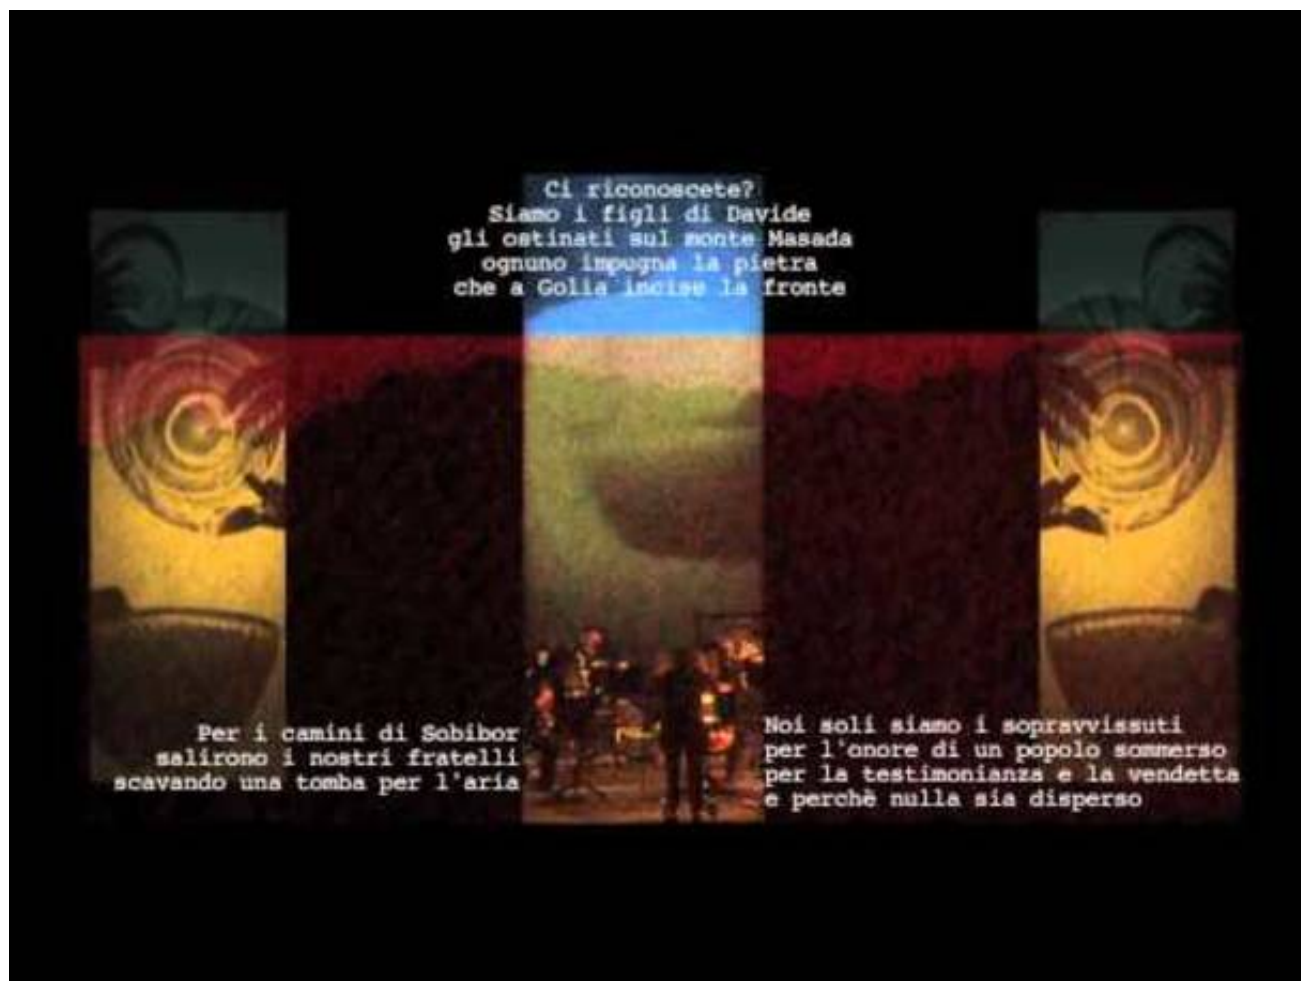 Ci riconoscete?
Siamo i figli di Davide
gli ostinati sul monte Masada
ognuno impugna la pietra
che a Golia incise la fronte
Per i camini di Sobibor
salirono i nostri fratelli
scavando una tomba per l'aria
Noi soli siamo i sopravvissuti
per l'onore di un popolo sommerso
per la testimonianza e la vendetta
e perchè nulla sia disperso